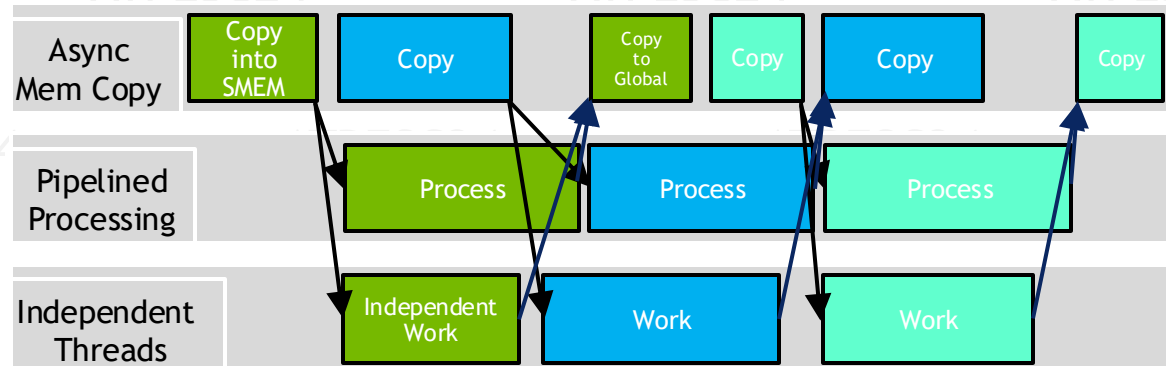 Async
Mem Copy
Copy
into
SMEM
Copy
Copy
to
Global
Copy
Copy
Copy
Pipelined
Processing
Process
Process
Process
Independent
Threads
Independent
Work
Work
Work